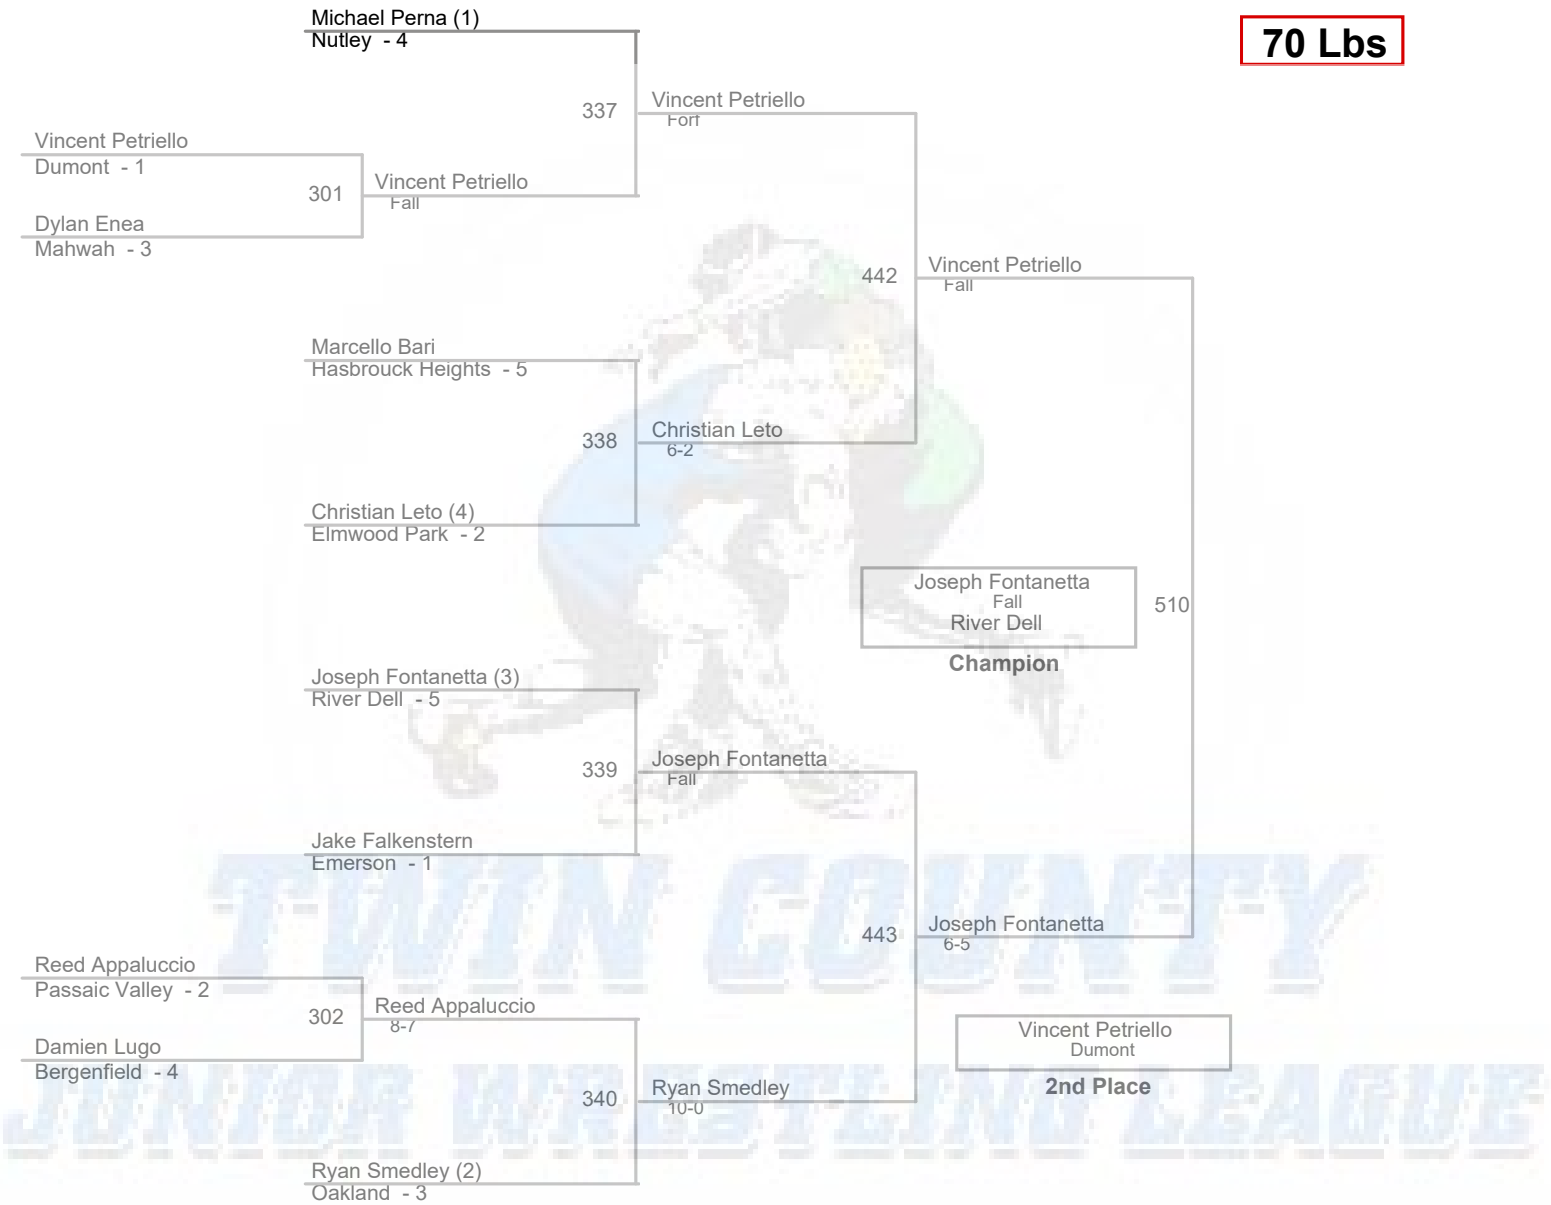 Michael Perna (1)
Nutley - 4
70 Lbs
337
Vincent Petriello
Forf
Vincent Petriello
Dumont - 1
301
Vincent Petriello
Fall
Dylan Enea
Mahwah - 3
442
Vincent Petriello
Fall
Marcello Bari
Hasbrouck Heights - 5
338
Christian Leto
6-2
Christian Leto (4)
Elmwood Park - 2
Joseph Fontanetta
Fall
River Dell
510
Champion
Joseph Fontanetta (3)
River Dell - 5
339
Joseph Fontanetta
Fall
Jake Falkenstern
Emerson - 1
TWIN COUNTY
443
Joseph Fontanetta
6-5
Reed Appaluccio
Passaic Valley - 2
302
Reed Appaluccio
8-7
Damien Lugo
Bergenfield - 4
Vincent Petriello
Dumont
2nd Place
JUNIOR WRESTLING LEAGUE
340
Ryan Smedley
10-0
Ryan Smedley (2)
Oakland - 3